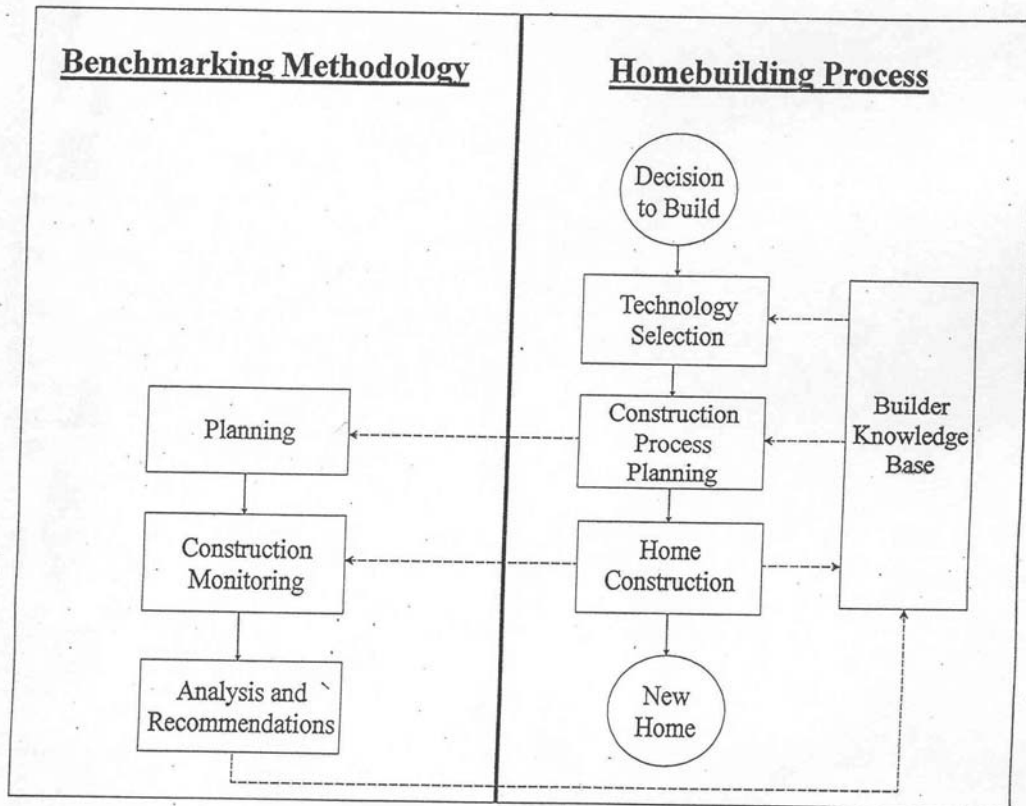 Benchmarking Methodology
Planning
Construction
Monitoring
Analysis and
Recommendations
Homebuilding Process
Decision
to Build
Technology
Selection
Construction
Process
Planning
Home
Construction
New
Home
Builder
Knowledge
Base